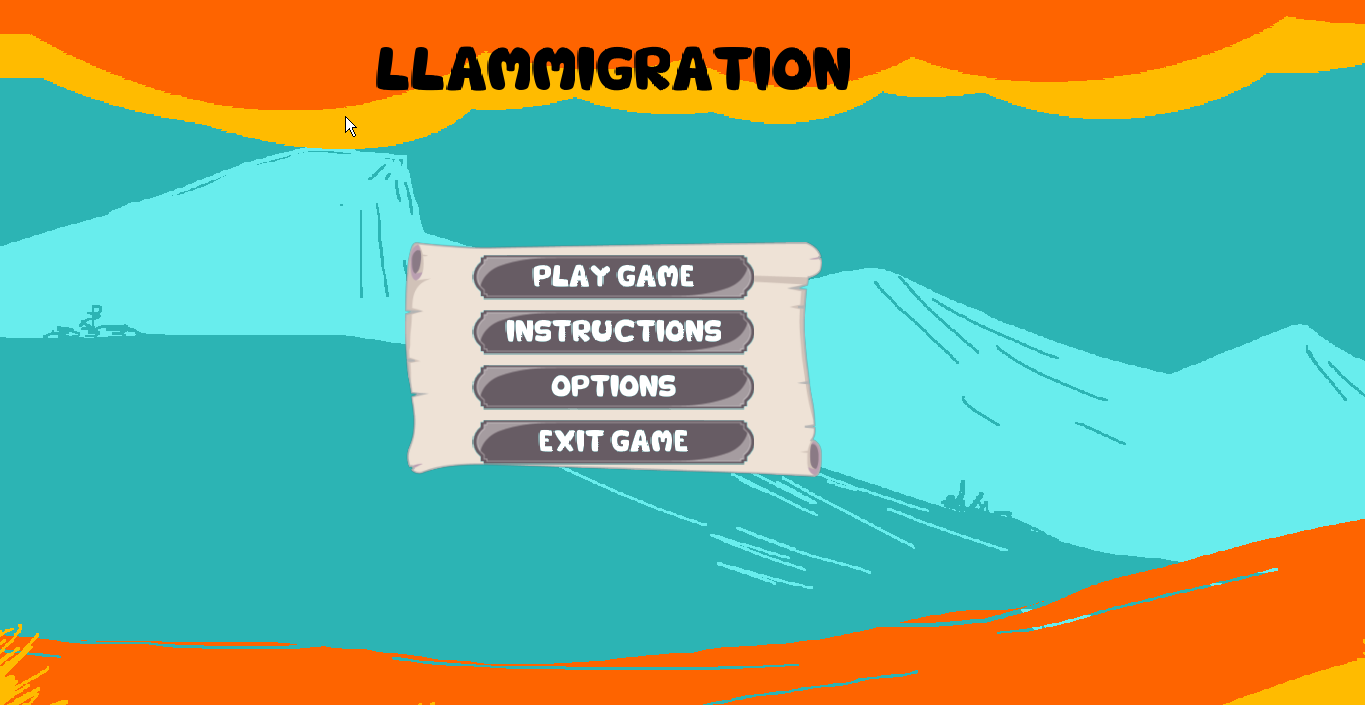 LLAMMIGRATION
PLAY GAME
INSTRUCTIONS
OPTIONS
EXIT GAME